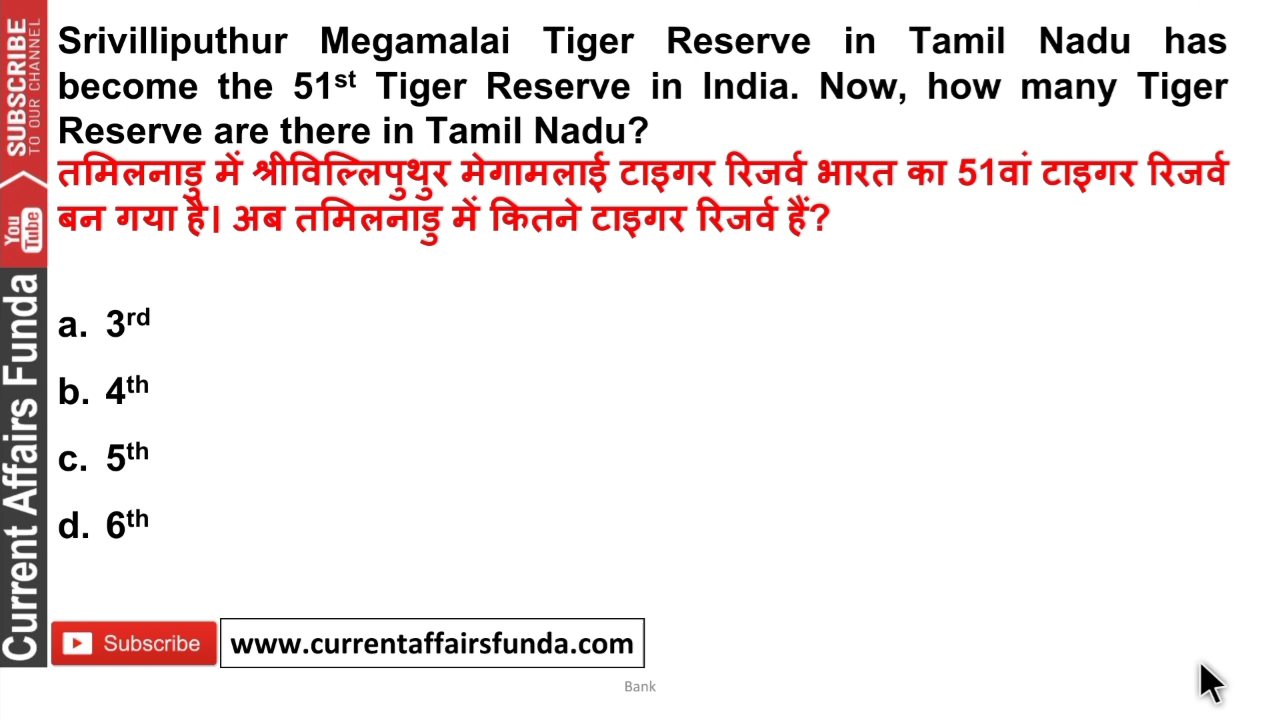 Srivilliputhur Megamalai Tiger Reserve in Tamil Nadu has
become the 51st Tiger Reserve in India. Now, how many Tiger
Reserve are there in Tamil Nadu?
तमिलनाडु में श्रीविल्लिपुथुर मेगामलाई टाइगर रिजर्व भारत का 51वां टाइगर रिजर्व
बन गया है। अब तमिलनाडु में कितने टाइगर रिजर्व हैं?
a. 3rd
b. 4th
c. 5th
d. 6th
Subscribe
www.currentaffairsfunda.com
Bank
SUBSCRIBE
TO OUR CHANNEL
You
Tube
Current Affairs Funda